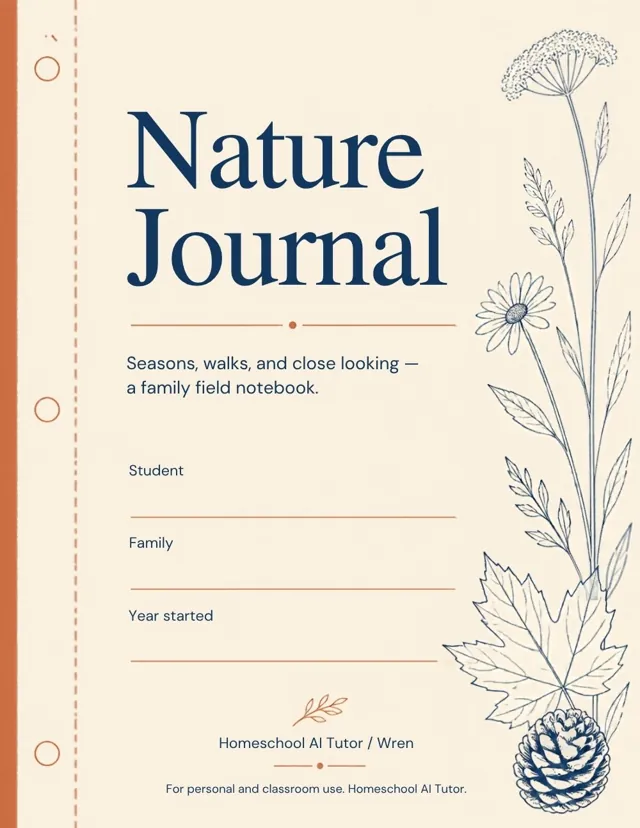 Nature
Journal
Seasons, walks, and close looking —
a family field notebook.
Student
Family
Year started
Homeschool AI Tutor / Wren
For personal and classroom use. Homeschool AI Tutor.